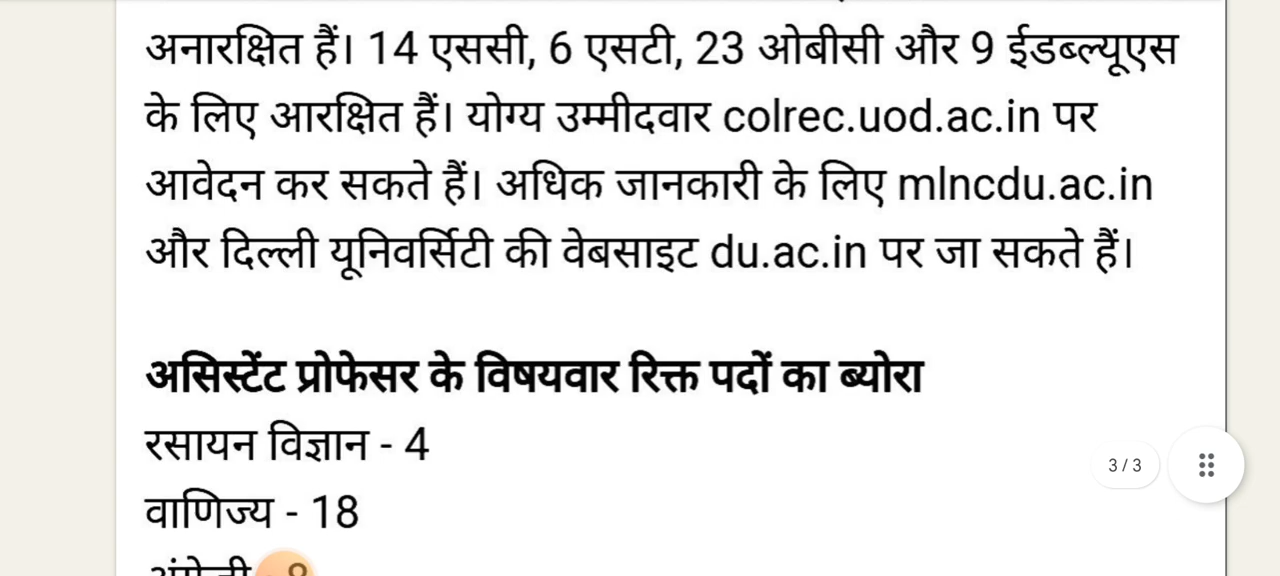 अनारक्षित हैं। 14 एससी, 6 एसटी, 23 ओबीसी और 9 ईडब्ल्यूएस
के लिए आरक्षित हैं। योग्य उम्मीदवार colrec.uod.ac.in पर
आवेदन कर सकते हैं। अधिक जानकारी के लिए mlncdu.ac.in
और दिल्ली यूनिवर्सिटी की वेबसाइट du.ac.in पर जा सकते हैं।
असिस्टेंट प्रोफेसर के विषयवार रिक्त पदों का ब्योरा
रसायन विज्ञान - 4
3 / 3
वाणिज्य - 18